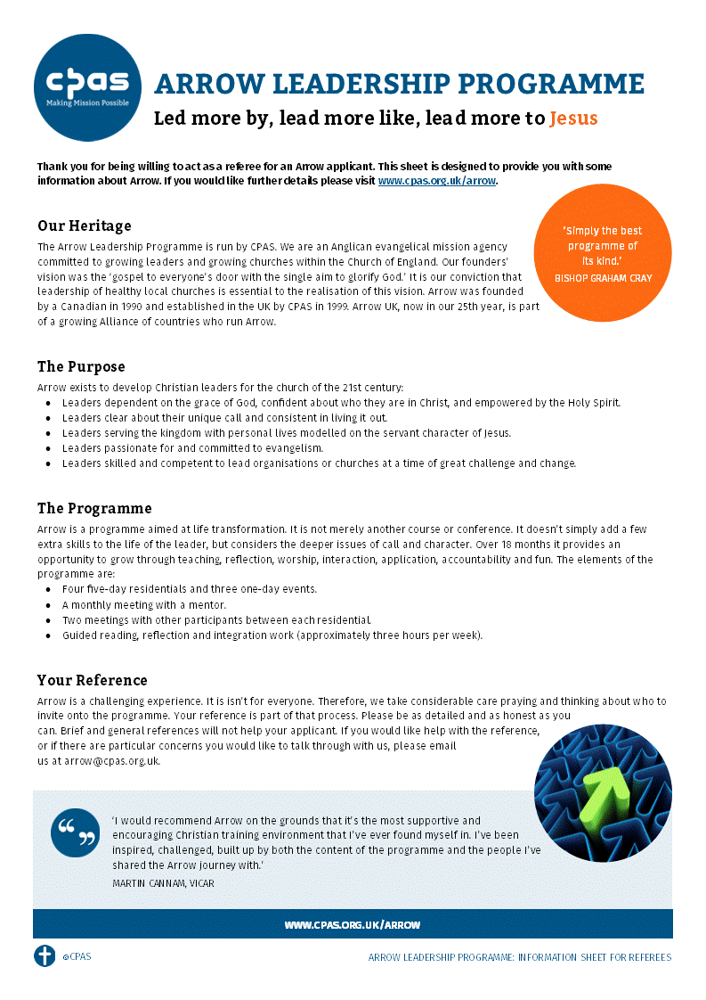 cpas
Making Mission Possible
ARROW LEADERSHIP PROGRAMME
Led more by, lead more like, lead more to Jesus
Thank you for being willing to act as a referee for an Arrow applicant. This sheet is designed to provide you with some
information about Arrow. If you would like further details please visit www.cpas.org.uk/arrow.
Our Heritage
The Arrow Leadership Programme is run by CPAS. We are an Anglican evangelical mission agency
committed to growing leaders and growing churches within the Church of England. Our founders'
vision was the 'gospel to everyone's door with the single aim to glorify God.' It is our conviction that
leadership of healthy local churches is essential to the realisation of this vision. Arrow was founded
by a Canadian in 1990 and established in the UK by CPAS in 1999. Arrow UK, now in our 25th year, is part
of a growing Alliance of countries who run Arrow.
'Simply the best
programme of
its kind.'
BISHOP GRAHAM CRAY
The Purpose
Arrow exists to develop Christian leaders for the church of the 21st century:
• Leaders dependent on the grace of God, confident about who they are in Christ, and empowered by the Holy Spirit.
• Leaders clear about their unique call and consistent in living it out.
• Leaders serving the kingdom with personal lives modelled on the servant character of Jesus.
• Leaders passionate for and committed to evangelism.
• Leaders skilled and competent to lead organisations or churches at a time of great challenge and change.
The Programme
Arrow is a programme aimed at life transformation. It is not merely another course or conference. It doesn't simply add a few
extra skills to the life of the leader, but considers the deeper issues of call and character. Over 18 months it provides an
opportunity to grow through teaching, reflection, worship, interaction, application, accountability and fun. The elements of the
programme are:
• Four five-day residentials and three one-day events.
• A monthly meeting with a mentor.
• Two meetings with other participants between each residential.
• Guided reading, reflection and integration work (approximately three hours per week).
Your Reference
Arrow is a challenging experience. It is isn't for everyone. Therefore, we take considerable care praying and thinking about who to
invite onto the programme. Your reference is part of that process. Please be as detailed and as honest as you
can. Brief and general references will not help your applicant. If you would like help with the reference,
or if there are particular concerns you would like to talk through with us, please email
us at arrow@cpas.org.uk.
'I would recommend Arrow on the grounds that it's the most supportive and
encouraging Christian training environment that I've ever found myself in. I've been
inspired, challenged, built up by both the content of the programme and the people I've
shared the Arrow journey with.'
MARTIN CANNAM, VICAR
WWW.CPAS.ORG.UK/ARROW
@CPAS
ARROW LEADERSHIP PROGRAMME: INFORMATION SHEET FOR REFEREES